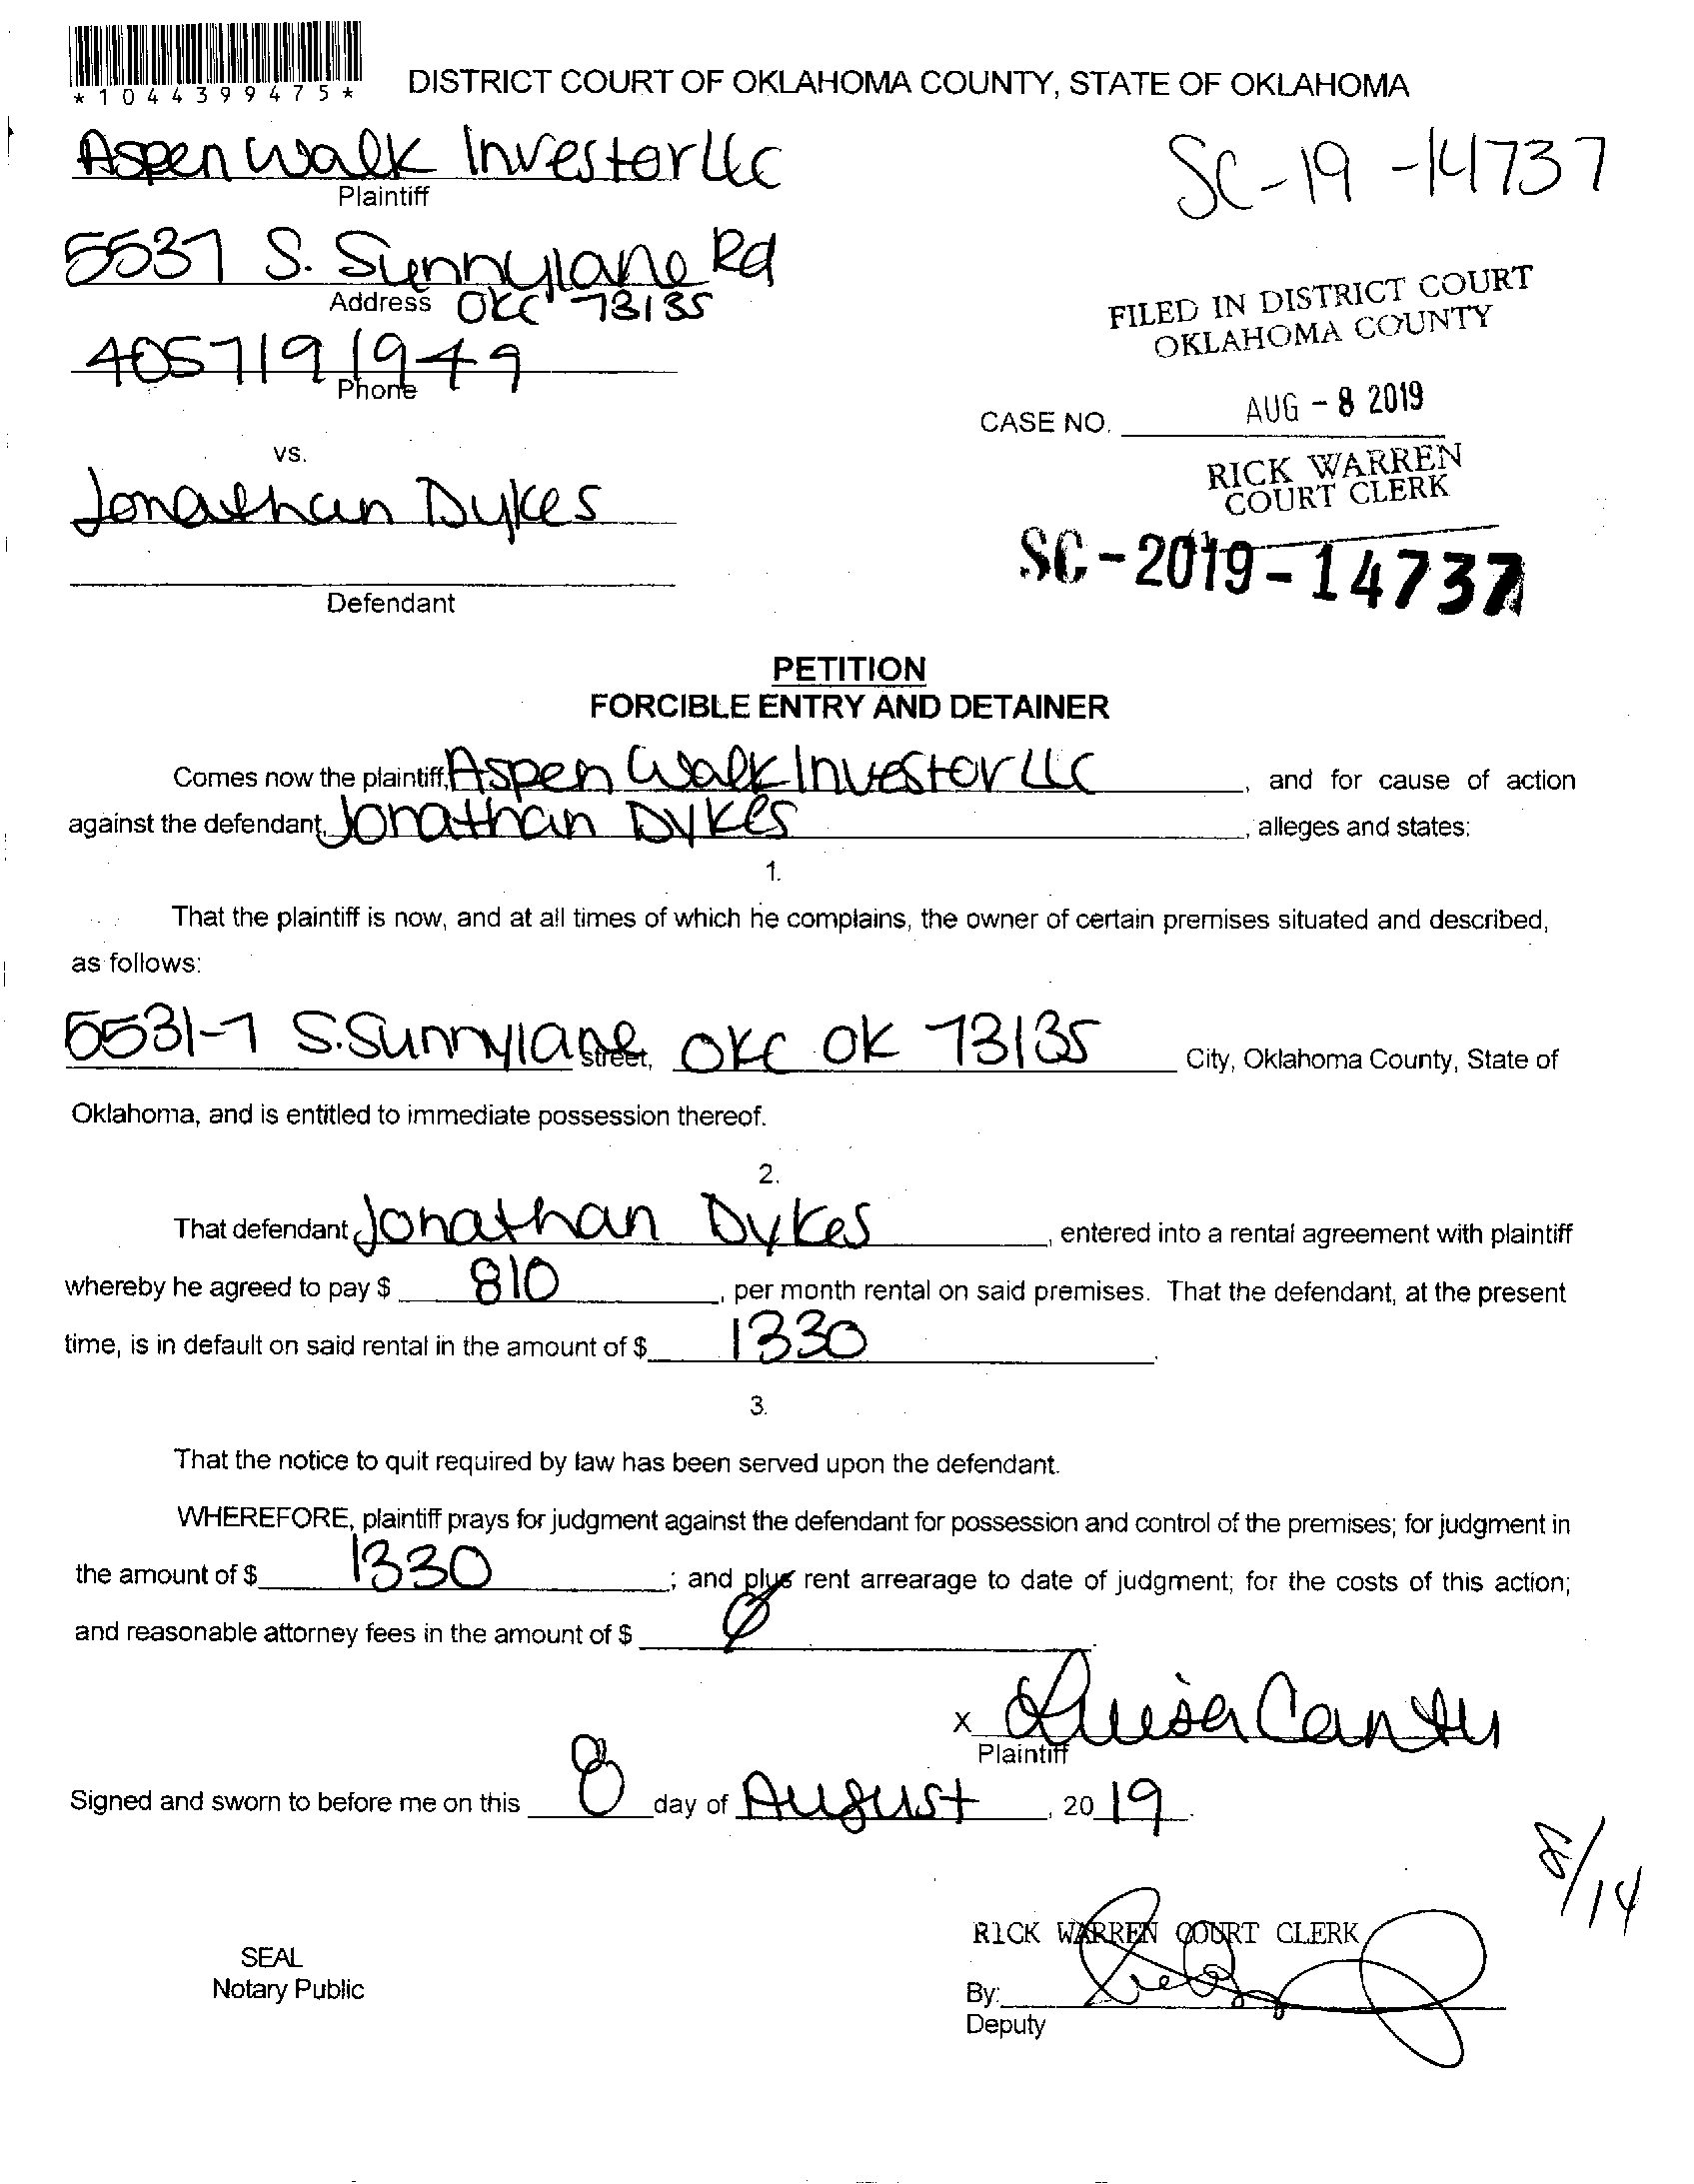 *1044399475*
DISTRICT COURT OF OKLAHOMA COUNTY, STATE OF OKLAHOMA
Aspen Walk Investor LLC
Plaintiff
SC-19-14737
5537 S. Sunnylane Rd
Address OKC 73135
FILED IN DISTRICT COURT
OKLAHOMA COUNTY
4057191949
Phone
AUG - 8 2019
CASE NO.
vs.
RICK WARREN
COURT CLERK
Jonathan Dykes
SC-2019-14737
Defendant
PETITION
FORCIBLE ENTRY AND DETAINER
Comes now the plaintiff, Aspen Walk Investor LLC, and for cause of action
against the defendant, Jonathan Dykes, alleges and states:
1.
That the plaintiff is now, and at all times of which he complains, the owner of certain premises situated and described,
as follows:
5531-7 S. Sunnylane street, OKC OK 73135 City, Oklahoma County, State of
Oklahoma, and is entitled to immediate possession thereof.
2.
That defendant Jonathan Dykes, entered into a rental agreement with plaintiff
whereby he agreed to pay $ 810, per month rental on said premises. That the defendant, at the present
time, is in default on said rental in the amount of $ 1330.
3.
That the notice to quit required by law has been served upon the defendant.
WHEREFORE, plaintiff prays for judgment against the defendant for possession and control of the premises; for judgment in
the amount of $ 1330; and plus rent arrearage to date of judgment; for the costs of this action;
and reasonable attorney fees in the amount of $ Ø.
x Luisa Cantu
Plaintiff
Signed and sworn to before me on this 8 day of August, 2019.
8/14
RICK WARREN COURT CLERK
SEAL
Notary Public
By:
Deputy